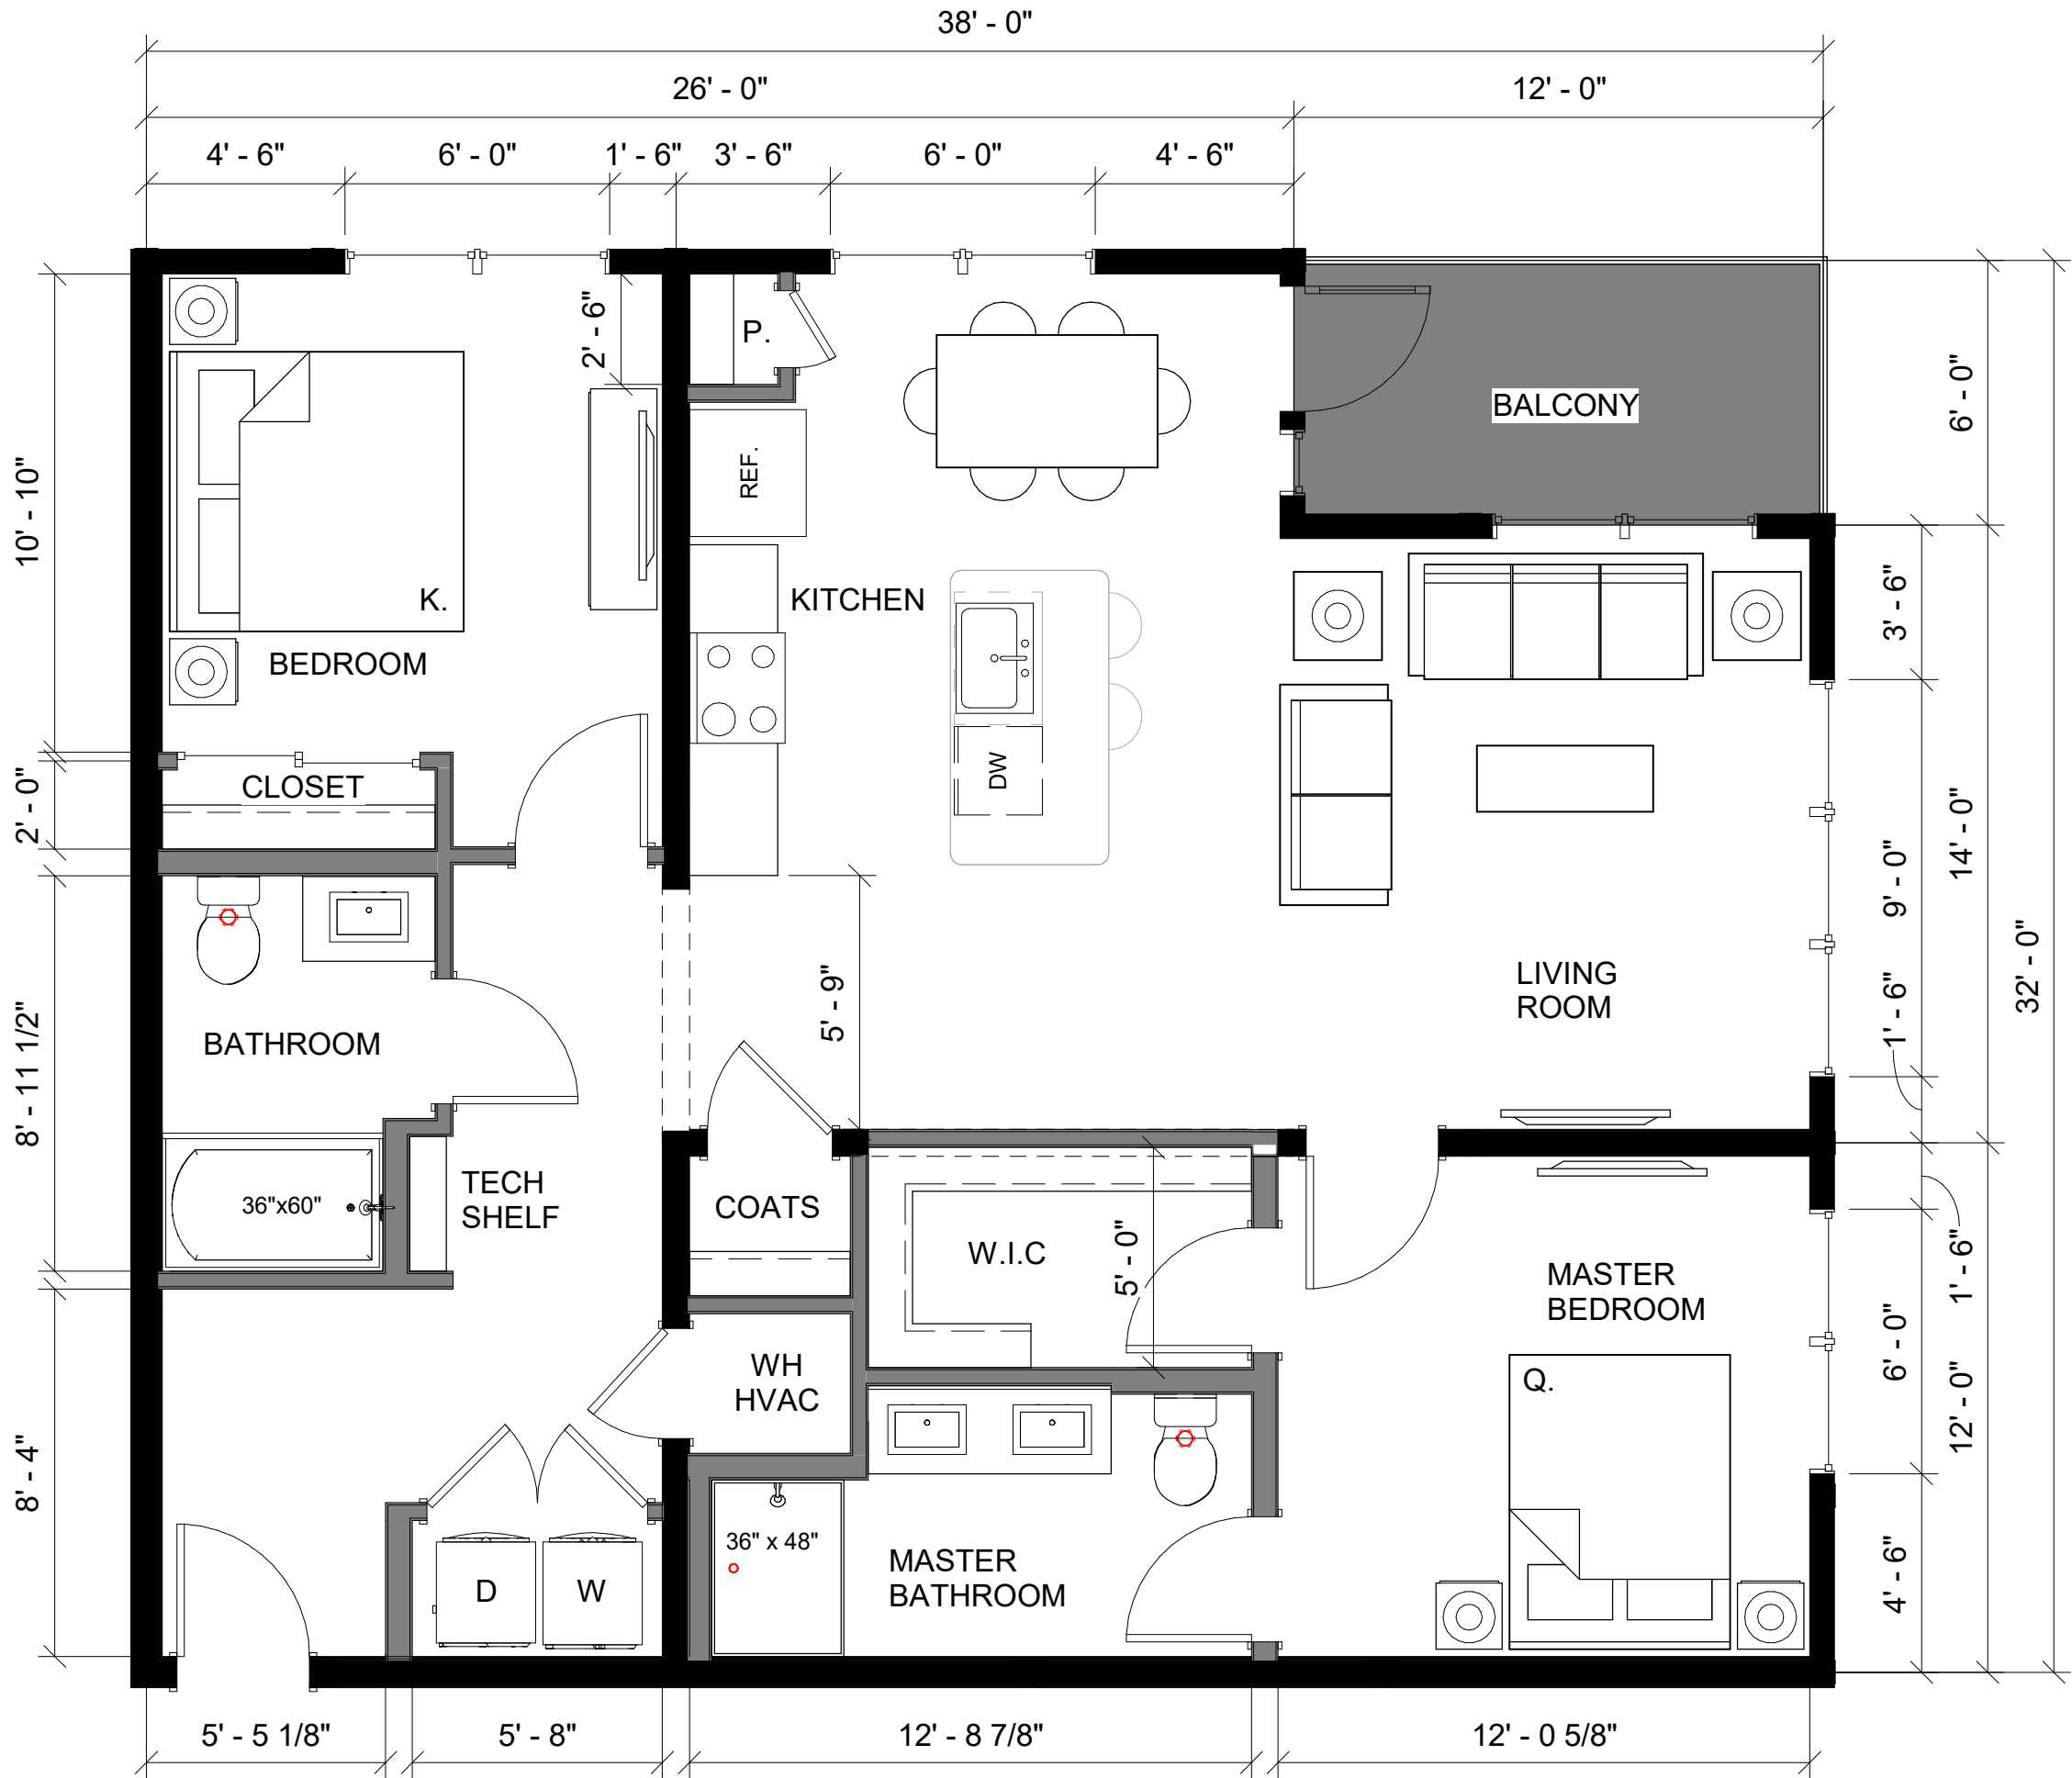 38' - 0"
26' - 0"
12' - 0"
4' - 6"
6' - 0"
1' - 6"
3' - 6"
6' - 0"
4' - 6"
2' - 6"
P.
BALCONY
6' - 0"
10' - 10"
REF.
K.
KITCHEN
3' - 6"
BEDROOM
CLOSET
DW
2' - 0"
14' - 0"
9' - 0"
32' - 0"
5' - 9"
LIVING
ROOM
1' - 6"
BATHROOM
8' - 11 1/2"
TECH
SHELF
36"x60"
COATS
W.I.C
5' - 0"
MASTER
BEDROOM
1' - 6"
6' - 0"
WH
HVAC
Q.
12' - 0"
8' - 4"
36" x 48"
MASTER
BATHROOM
D
W
4' - 6"
5' - 5 1/8"
5' - 8"
12' - 8 7/8"
12' - 0 5/8"